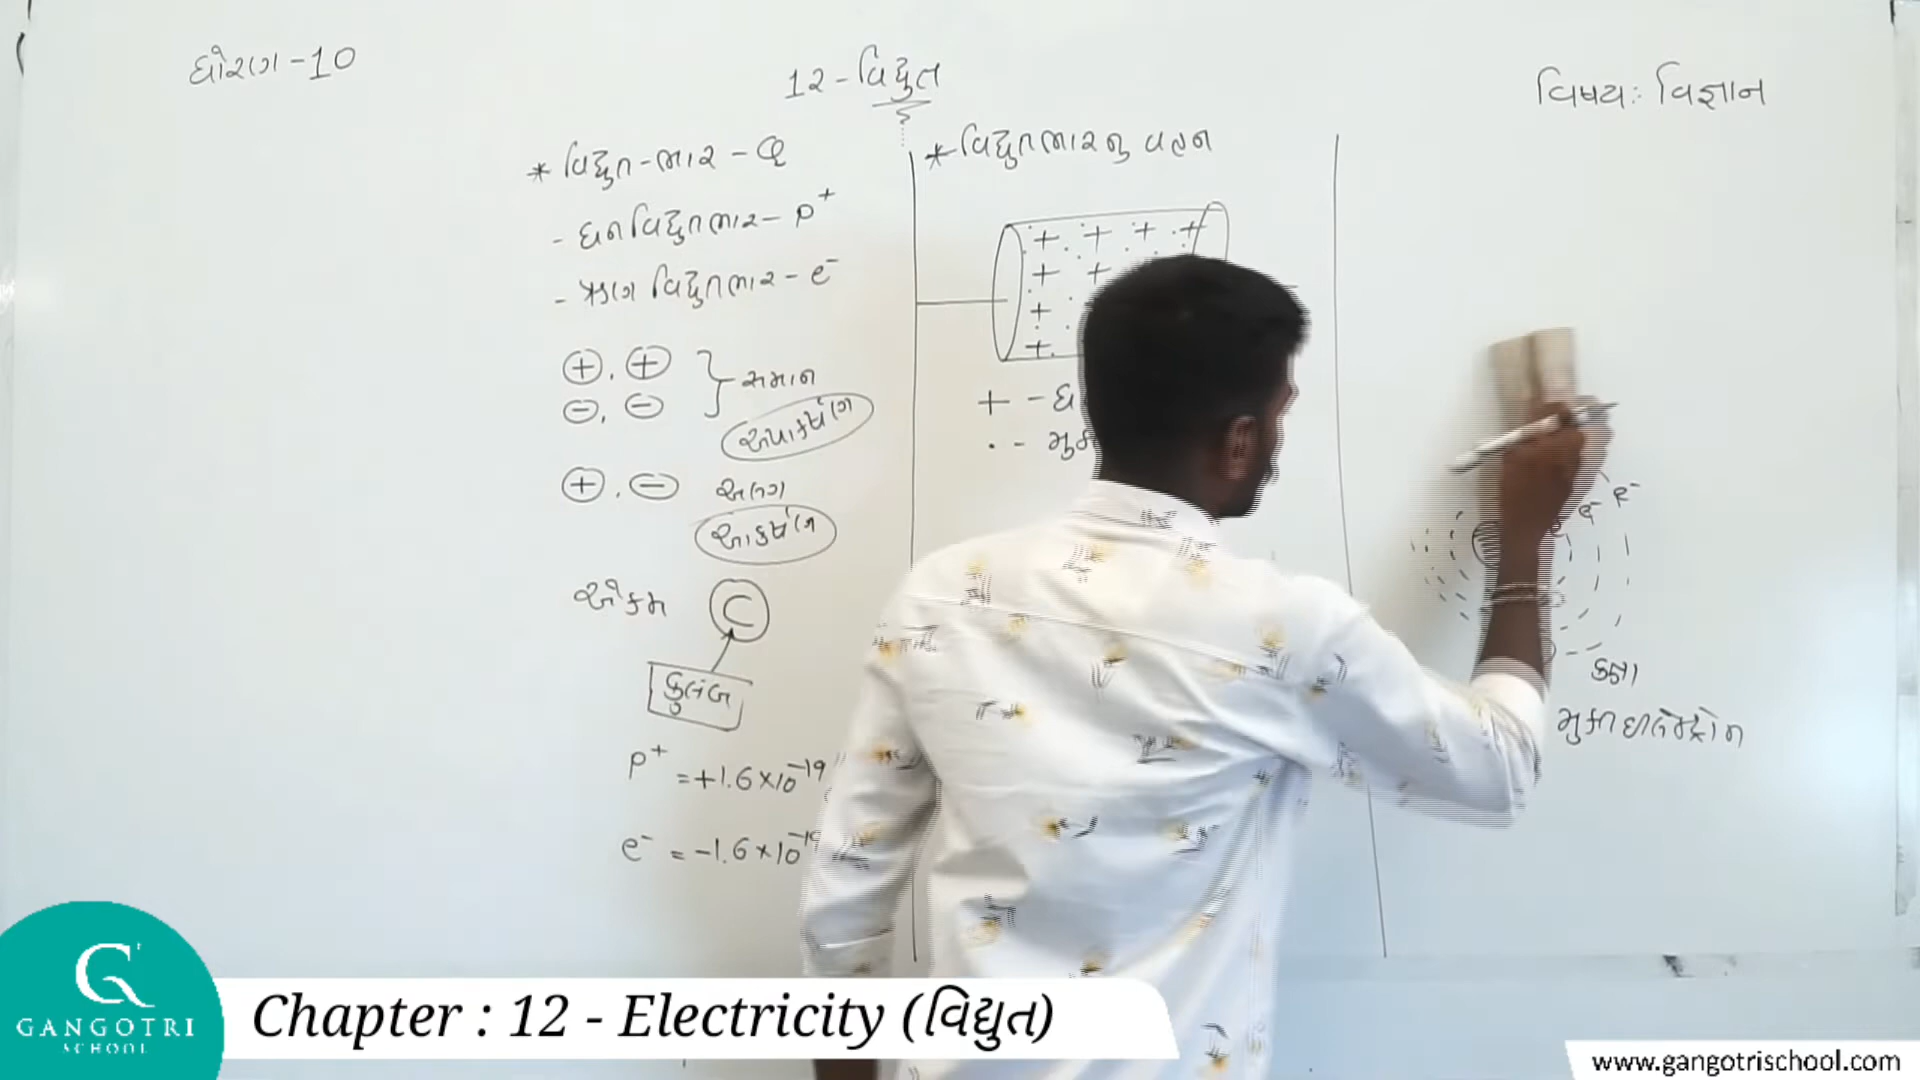 ધોરણ - 10
12 - વિદ્યુત
વિષય : વિજ્ઞાન
* વિદ્યુત - ભાર - Q
- ધન વિદ્યુતભાર - P⁺
- ઋણ વિદ્યુતભાર - e⁻
⊕ . ⊕
⊖ . ⊖
સમાન
અપાકર્ષણ
⊕ . ⊖ અલગ
આકર્ષણ
એકમ C
કુલંબ
P⁺ = +1.6 × 10⁻¹⁹
e⁻ = -1.6 × 10⁻¹⁹
* વિદ્યુતભારનુ વહન
+ + + +
+ +
+
+
+ - ધ
. - મુક
e⁻ e⁻
કક્ષા
મુક્ત ઇલેક્ટ્રોન
G
GANGOTRI
SCHOOL
Chapter : 12 - Electricity (વિદ્યુત)
www.gangotrischool.com